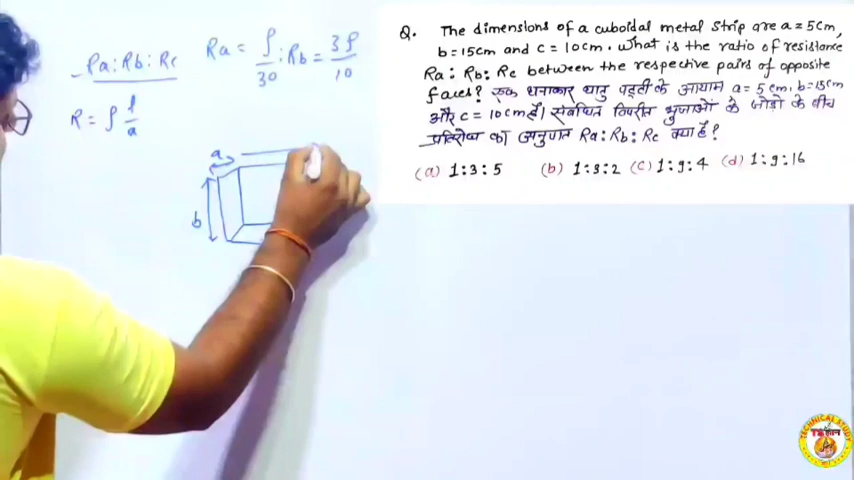 Ra : Rb : Rc
Ra = ρ/30 : Rb = 3ρ/10
R = ρ l/a
a
b
Q. The dimensions of a cuboidal metal strip are a = 5cm,
b = 15cm and c = 10cm. What is the ratio of resistance
Ra : Rb : Rc between the respective pairs of opposite
faces? एक घनाकार धातु पट्टी के आयाम a = 5cm, b = 15cm
और c = 10cm हैं। संबंधित विपरीत भुजाओं के जोड़ो के बीच
प्रतिरोध का अनुपात Ra : Rb : Rc क्या है?
(a) 1:3:5 (b) 1:3:2 (c) 1:9:4 (d) 1:9:16
TECHNICAL STUDY